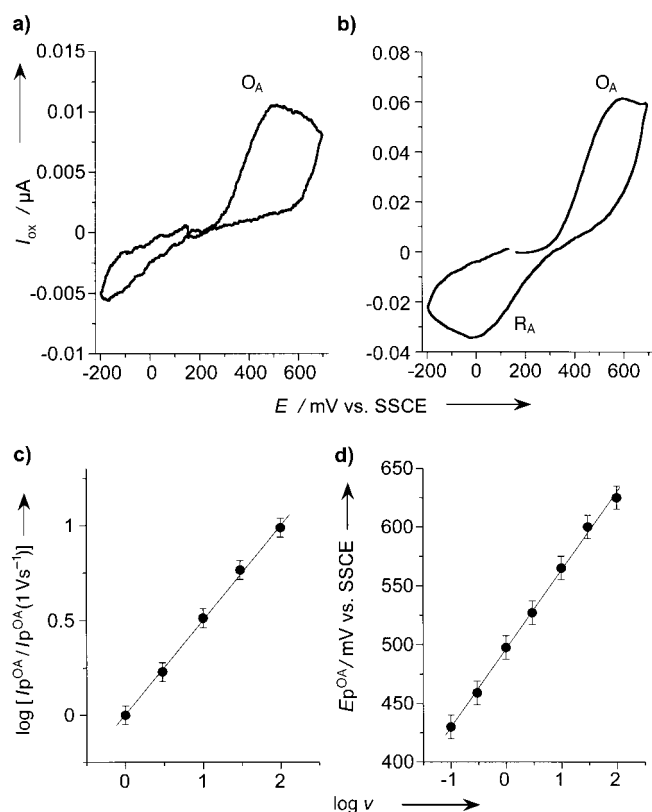 a)
b)
0.015
0.01
0.005
0
-0.005
-0.01
I_ox / µA
O_A
-200 0 200 400 600
0.08
0.06
0.04
0.02
0
-0.02
-0.04
O_A
R_A
-200 0 200 400 600
E / mV vs. SSCE
c)
d)
1
0.5
0
log [Ip^OA/Ip^OA(1 Vs⁻¹)]
0 1 2
650
600
550
500
450
400
Ep^OA/ mV vs. SSCE
-1 0 1 2
log v